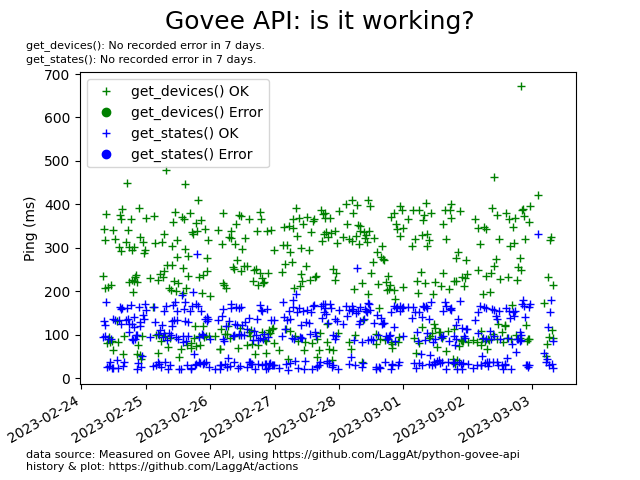 Govee API: is it working?
get_devices(): No recorded error in 7 days.
get_states(): No recorded error in 7 days.
700
600
500
400
300
200
100
0
Ping (ms)
get_devices() OK
get_devices() Error
get_states() OK
get_states() Error
2023-02-24
2023-02-25
2023-02-26
2023-02-27
2023-02-28
2023-03-01
2023-03-02
2023-03-03
data source: Measured on Govee API, using https://github.com/LaggAt/python-govee-api
history & plot: https://github.com/LaggAt/actions